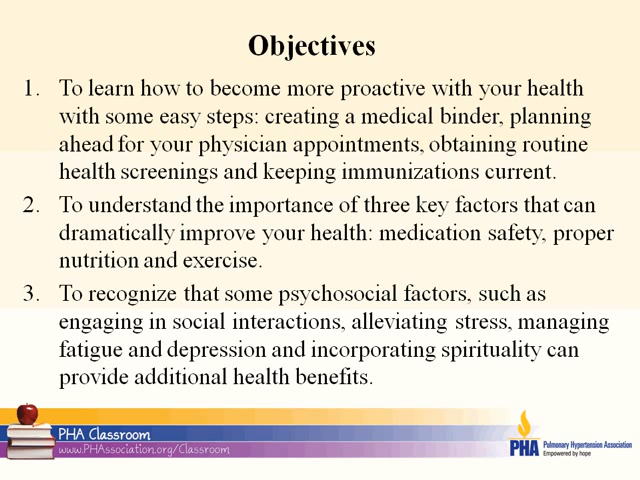 Objectives
1. To learn how to become more proactive with your health
with some easy steps: creating a medical binder, planning
ahead for your physician appointments, obtaining routine
health screenings and keeping immunizations current.
2. To understand the importance of three key factors that can
dramatically improve your health: medication safety, proper
nutrition and exercise.
3. To recognize that some psychosocial factors, such as
engaging in social interactions, alleviating stress, managing
fatigue and depression and incorporating spirituality can
provide additional health benefits.
PHA Classroom
www.PHAssociation.org/Classroom
PHA Pulmonary Hypertension Association
Empowered by hope